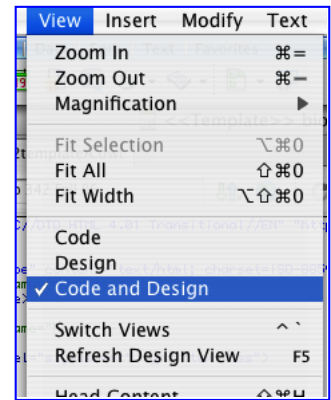 View Insert Modify Text
Zoom In ⌘=
Zoom Out ⌘−
Magnification ▶
Fit Selection ⌥⌘0
Fit All ⇧⌘0
Fit Width ⌥⇧⌘0
Code
Design
✓ Code and Design
Switch Views ^`
Refresh Design View F5
Head Content ⇧⌘H